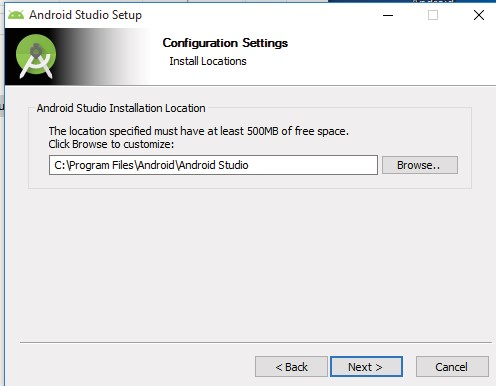 Android Studio Setup
Configuration Settings
Install Locations
Android Studio Installation Location
The location specified must have at least 500MB of free space.
Click Browse to customize:
C:\Program Files\Android\Android Studio
Browse..
< Back
Next >
Cancel